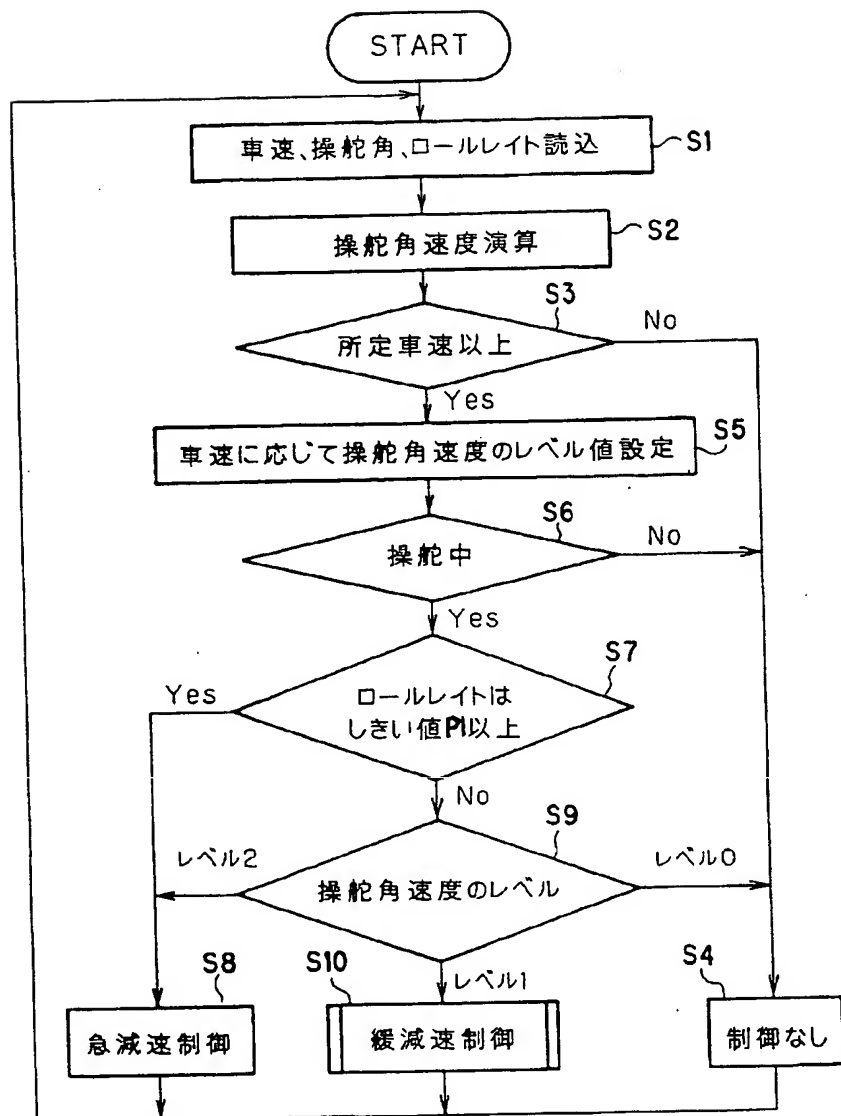 START
車速、操舵角、ロールレイト読込
S1
操舵角速度演算
S2
所定車速以上
S3
No
Yes
車速に応じて操舵角速度のレベル値設定
S5
操舵中
S6
No
Yes
ロールレイトは
しきい値P1以上
S7
Yes
No
操舵角速度のレベル
S9
レベル2
レベル0
レベル1
急減速制御
S8
緩減速制御
S10
制御なし
S4